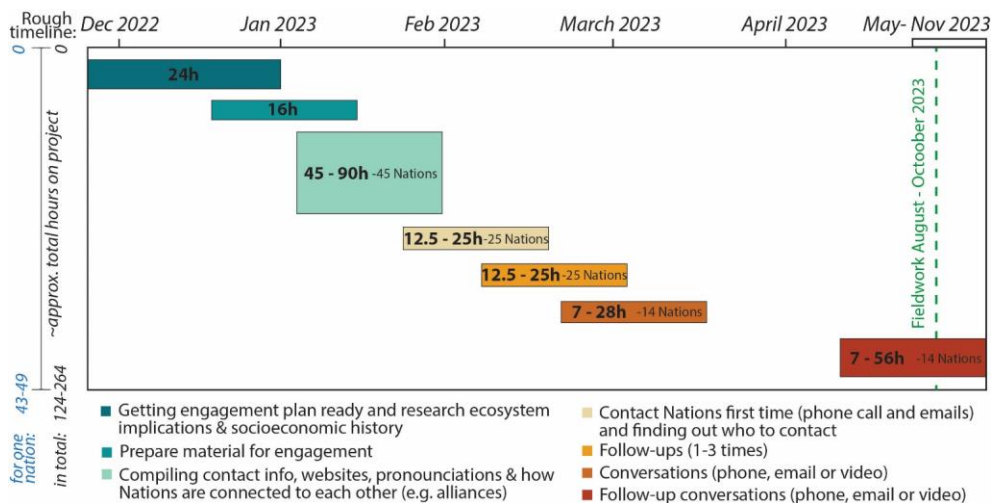 Rough
timeline:
Dec 2022
Jan 2023
Feb 2023
March 2023
April 2023
May- Nov 2023
0
0
24h
16h
45 - 90h -45 Nations
12.5 - 25h-25 Nations
12.5 - 25h-25 Nations
7 - 28h -14 Nations
7 - 56h -14 Nations
Fieldwork August - Octoober 2023
~approx. total hours on project
43-49
124-264
for one
nation:
in total:
Getting engagement plan ready and research ecosystem
implications & socioeconomic history
Prepare material for engagement
Compiling contact info, websites, pronounciations & how
Nations are connected to each other (e.g. alliances)
Contact Nations first time (phone call and emails)
and finding out who to contact
Follow-ups (1-3 times)
Conversations (phone, email or video)
Follow-up conversations (phone, email or video)